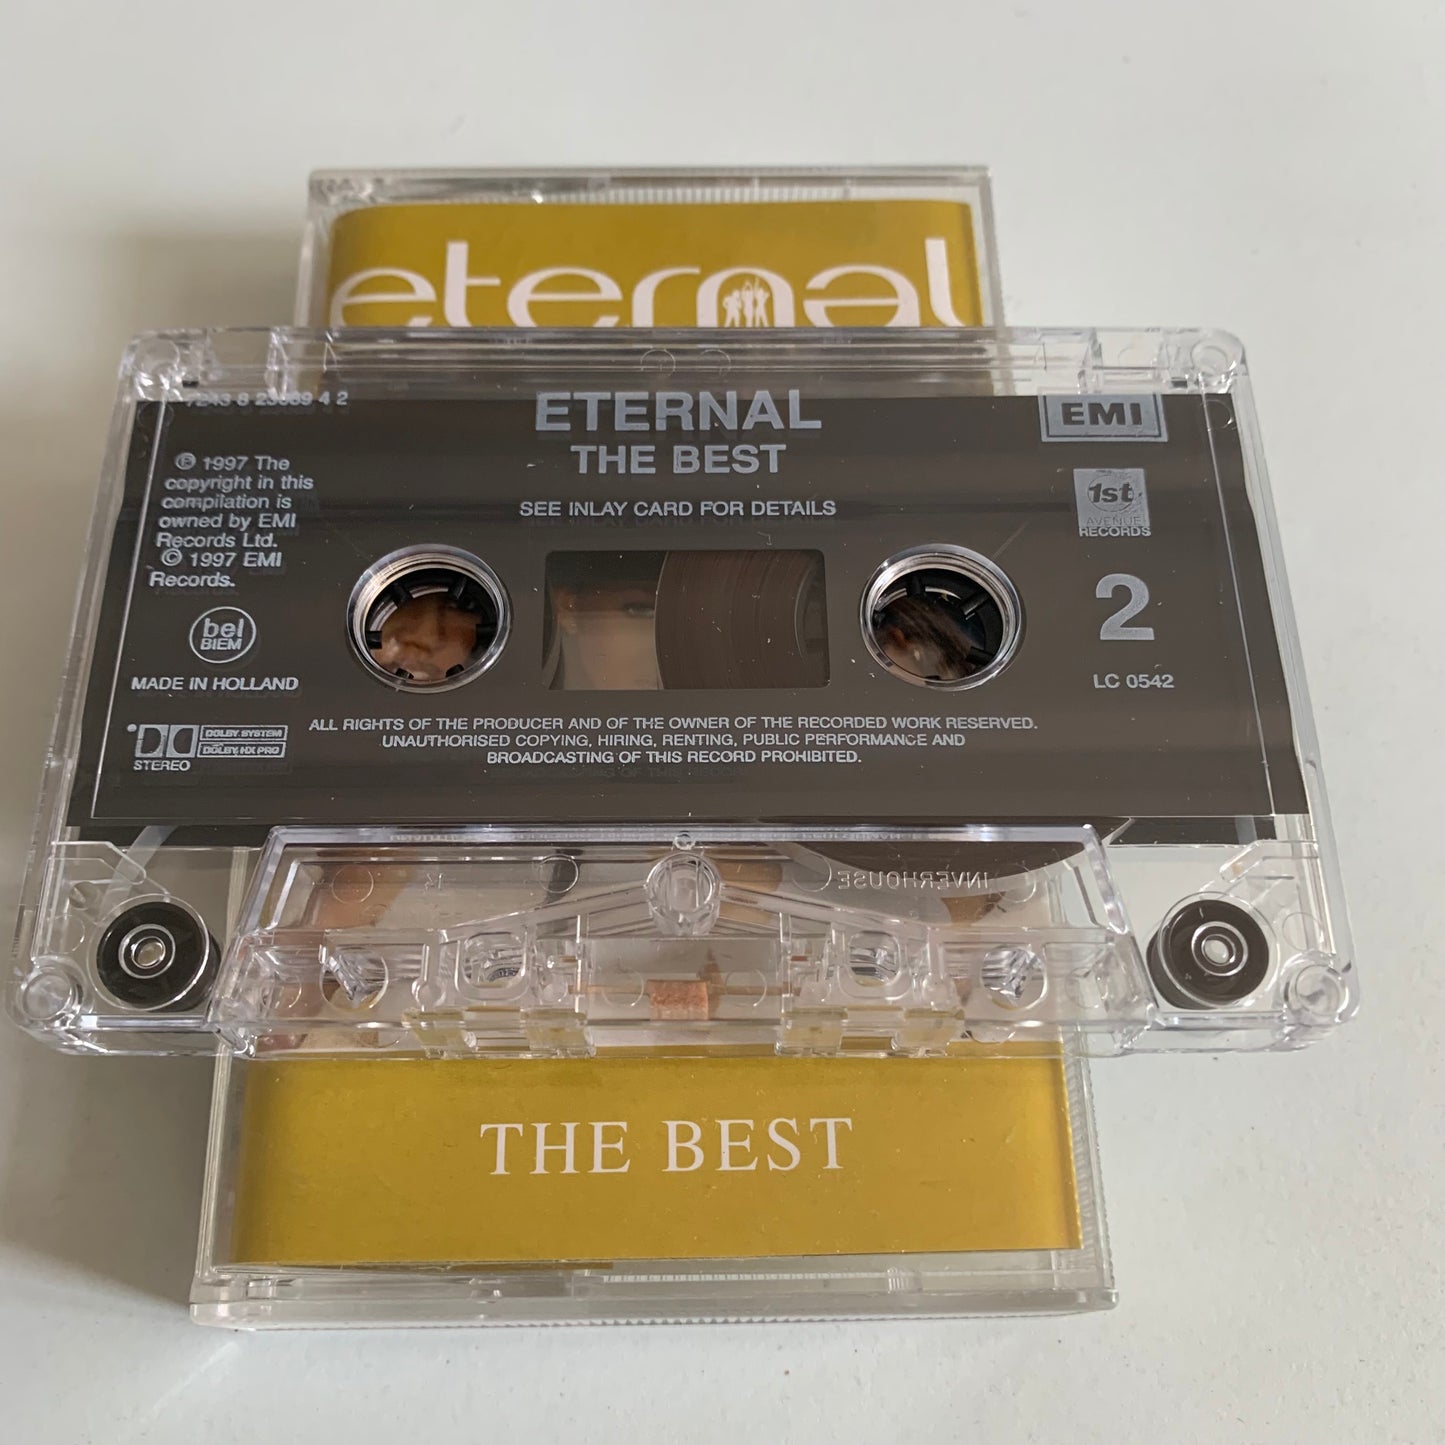 eternal
ETERNAL
THE BEST
SEE INLAY CARD FOR DETAILS
EMI
1st
AVENUE
RECORDS
2
LC 0542
℗ 1997 The
copyright in this
compilation is
owned by EMI
Records Ltd.
© 1997 EMI
Records.
bel
BIEM
MADE IN HOLLAND
DOLBY SYSTEM
DOLBY HX PRO
STEREO
ALL RIGHTS OF THE PRODUCER AND OF THE OWNER OF THE RECORDED WORK RESERVED.
UNAUTHORISED COPYING, HIRING, RENTING, PUBLIC PERFORMANCE AND
BROADCASTING OF THIS RECORD PROHIBITED.
INVERHOUSE
THE BEST